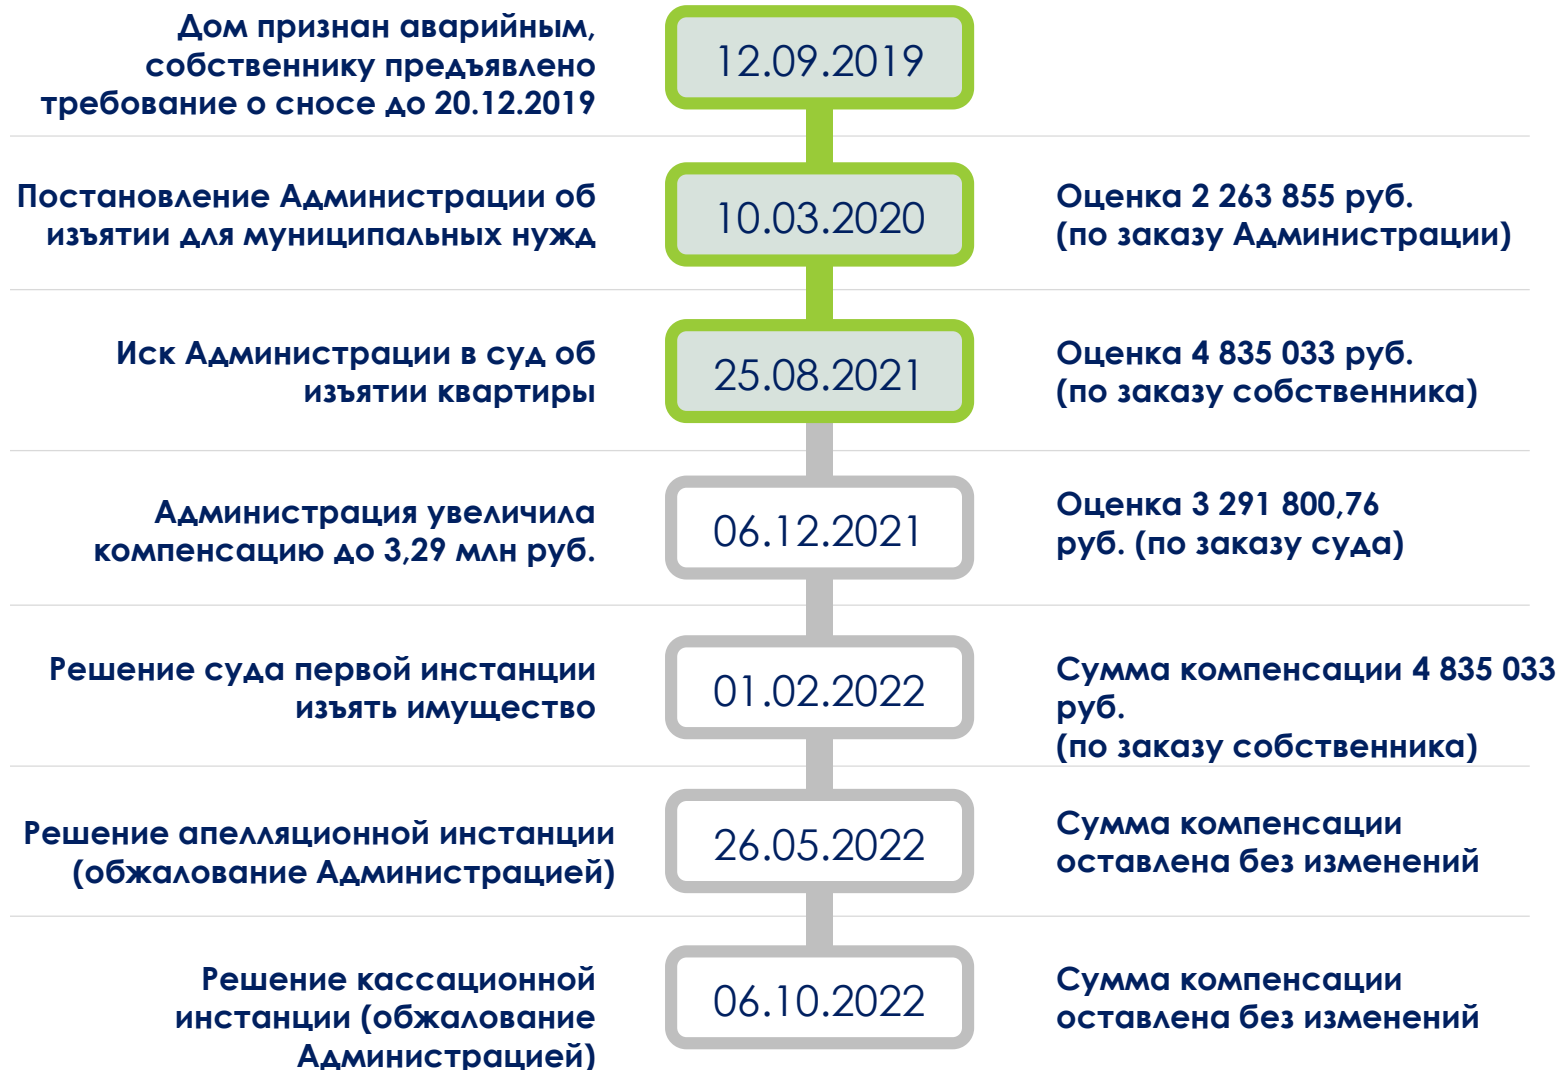 Дом признан аварийным,
собственнику предъявлено
требование о сносе до 20.12.2019
12.09.2019
Постановление Администрации об
изъятии для муниципальных нужд
10.03.2020
Оценка 2 263 855 руб.
(по заказу Администрации)
Иск Администрации в суд об
изъятии квартиры
25.08.2021
Оценка 4 835 033 руб.
(по заказу собственника)
Администрация увеличила
компенсацию до 3,29 млн руб.
06.12.2021
Оценка 3 291 800,76
руб. (по заказу суда)
Решение суда первой инстанции
изъять имущество
01.02.2022
Сумма компенсации 4 835 033
руб.
(по заказу собственника)
Решение апелляционной инстанции
(обжалование Администрацией)
26.05.2022
Сумма компенсации
оставлена без изменений
Решение кассационной
инстанции (обжалование
Администрацией)
06.10.2022
Сумма компенсации
оставлена без изменений